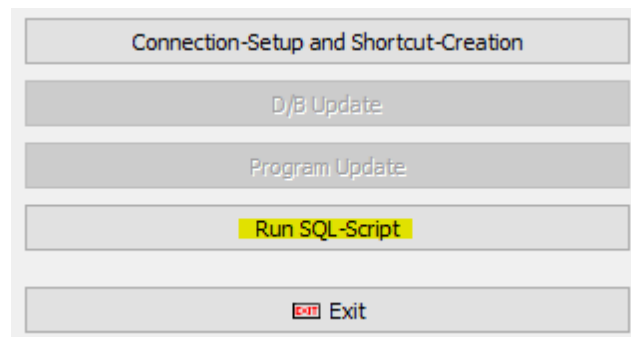 Connection-Setup and Shortcut-Creation
D/B Update
Program Update
Run SQL-Script
EXIT Exit